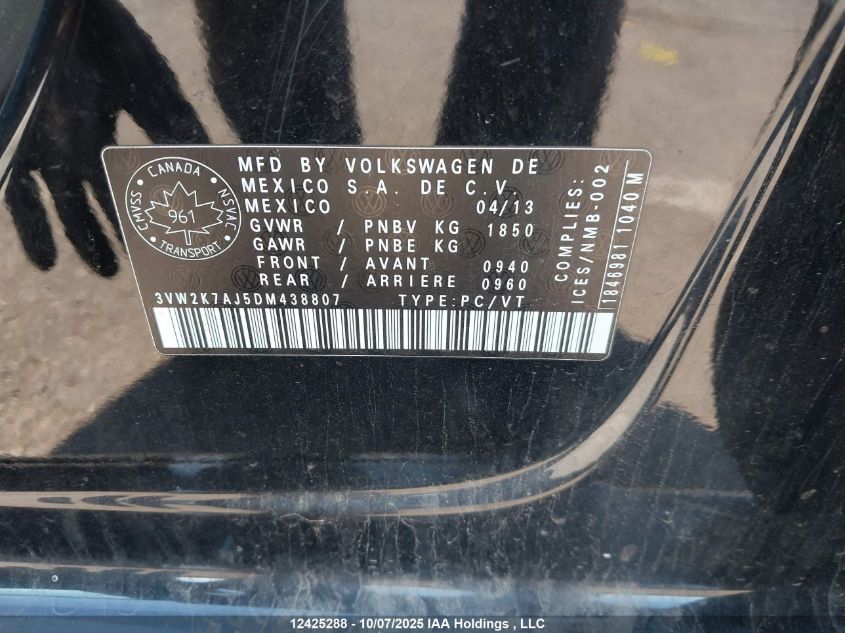 CANADA
CMVSS
NSVAC
961
TRANSPORT
MFD BY VOLKSWAGEN DE
MEXICO S.A. DE C.V.
MEXICO 04/13
GVWR / PNBV KG 1850
GAWR / PNBE KG
FRONT / AVANT 0940
REAR / ARRIERE 0960
3VW2K7AJ5DM438807 TYPE:PC/VT
COMPLIES:
ICES/NMB-002
1846981 1040 M
12425288 - 10/07/2025 IAA Holdings , LLC